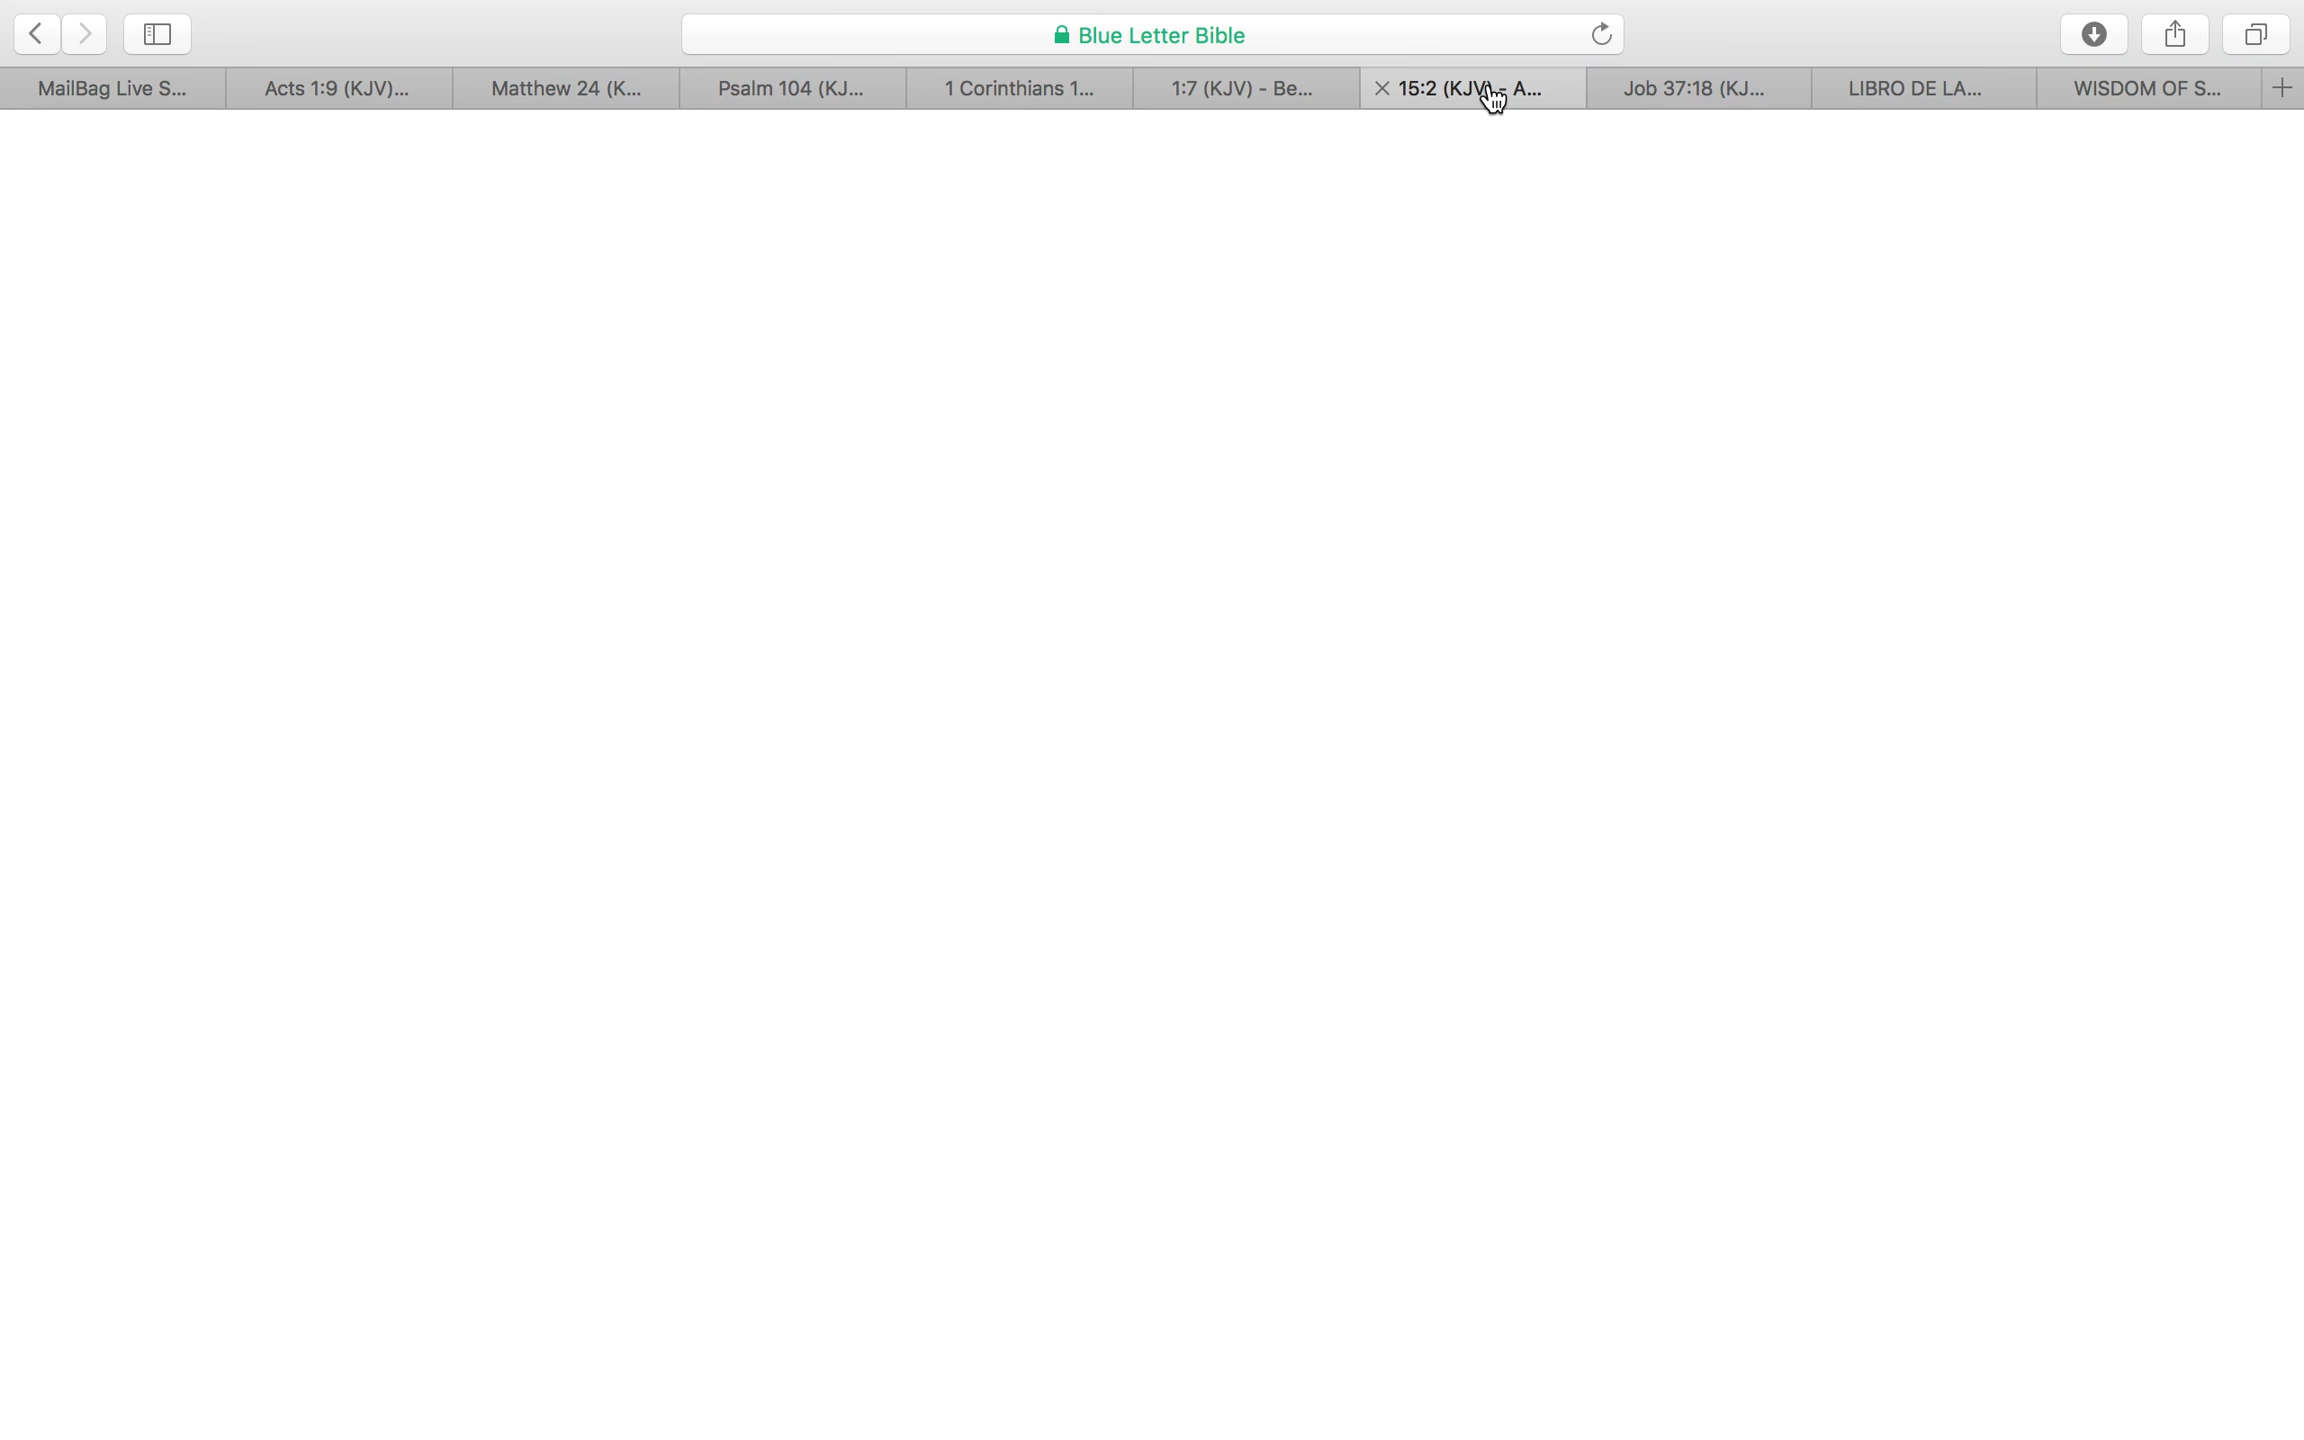 Blue Letter Bible
MailBag Live S...
Acts 1:9 (KJV)...
Matthew 24 (K...
Psalm 104 (KJ...
1 Corinthians 1...
1:7 (KJV) - Be...
15:2 (KJV) - A...
Job 37:18 (KJ...
LIBRO DE LA...
WISDOM OF S...